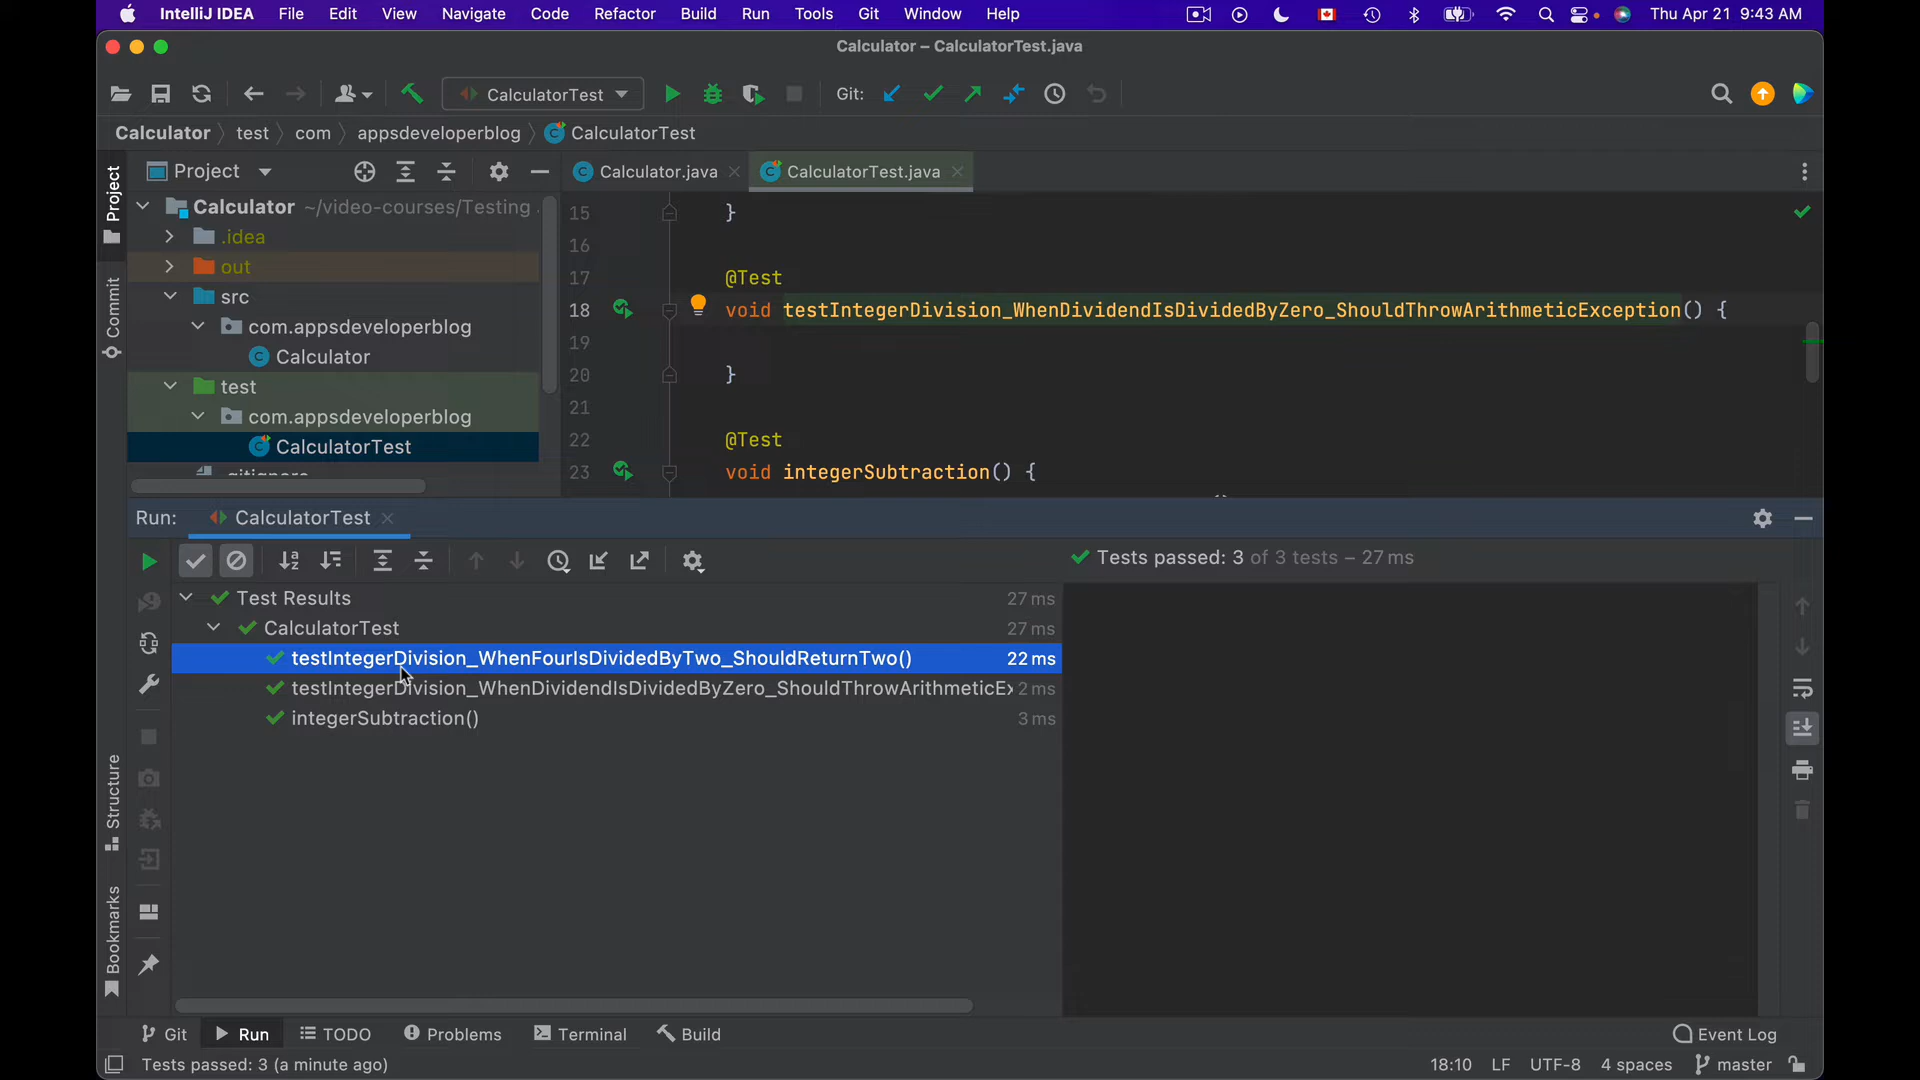 IntelliJ IDEA File Edit View Navigate Code Refactor Build Run Tools Git Window Help Thu Apr 21 9:43 AM
Calculator – CalculatorTest.java
CalculatorTest Git:
Calculator test com appsdeveloperblog CalculatorTest
Project
Project
Calculator.java
CalculatorTest.java
Calculator ~/video-courses/Testing
.idea
out
src
com.appsdeveloperblog
Calculator
test
com.appsdeveloperblog
CalculatorTest
.gitignore
Commit
15 }
16
17 @Test
18 void testIntegerDivision_WhenDividendIsDividedByZero_ShouldThrowArithmeticException() {
19
20 }
21
22 @Test
23 void integerSubtraction() {
Run: CalculatorTest
Tests passed: 3 of 3 tests – 27 ms
Test Results 27 ms
CalculatorTest 27 ms
testIntegerDivision_WhenFourIsDividedByTwo_ShouldReturnTwo() 22 ms
testIntegerDivision_WhenDividendIsDividedByZero_ShouldThrowArithmeticEx 2 ms
integerSubtraction() 3 ms
Structure
Bookmarks
Git Run TODO Problems Terminal Build Event Log
Tests passed: 3 (a minute ago) 18:10 LF UTF-8 4 spaces master